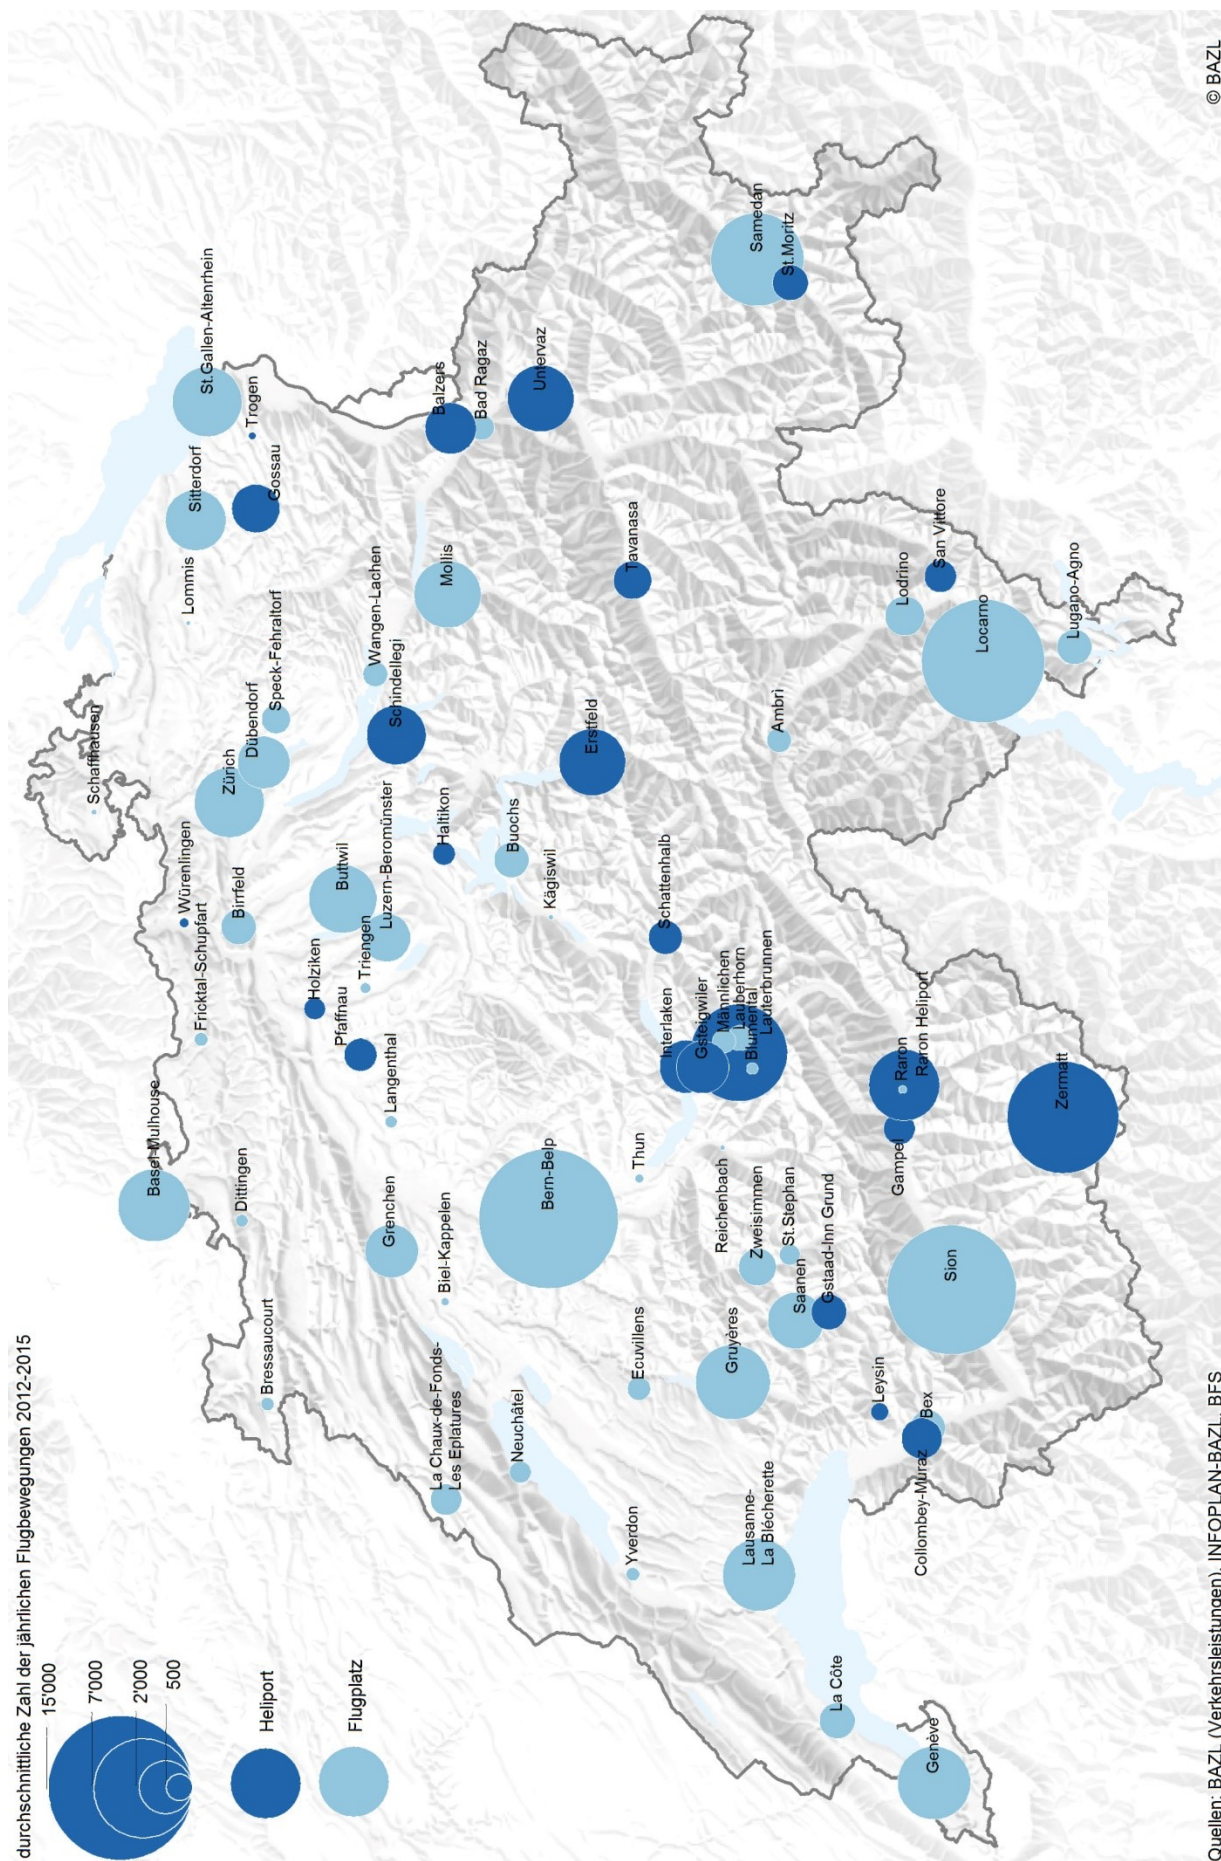 durchschnittliche Zahl der jährlichen Flugbewegungen 2012-2015
15'000
7'000
2'000
500
Heliport
Flugplatz
Schaffhausen
Basel-Mulhouse
Würenlingen
Lommis
Fricktal-Schupfart
Sitterdorf
St.Gallen-Altenrhein
Zürich
Birrfeld
Dittingen
Trogen
Dübendorf
Gossau
Bressaucourt
Speck-Fehraltorf
Holziken
Buttwil
Pfaffnau
Triengen
Wangen-Lachen
Luzern-Beromünster
Langenthal
Grenchen
Schindellegi
Biel-Kappelen
Haltikon
Mollis
Balzers
La Chaux-de-Fonds-
Les Eplatures
Bad Ragaz
Buochs
Neuchâtel
Untervaz
Bern-Belp
Kägiswil
Erstfeld
Tavanasa
Yverdon
Ecuvillens
Thun
Schattenhalb
Interlaken
Gsteigwiler
Männlichen
Lauberhorn
Blumental
Lauterbrunnen
Reichenbach
Gruyères
Zweisimmen
St.Stephan
Samedan
St.Moritz
Ambrì
Lausanne-
La Blécherette
Saanen
Gstaad-Inn Grund
La Côte
Leysin
Gampel
Raron
Raron Heliport
Lodrino
San Vittore
Bex
Collombey-Muraz
Genève
Sion
Locarno
Zermatt
Lugapo-Agno
Quellen: BAZL (Verkehrsleistungen), INFOPLAN-BAZL, BFS
© BAZL